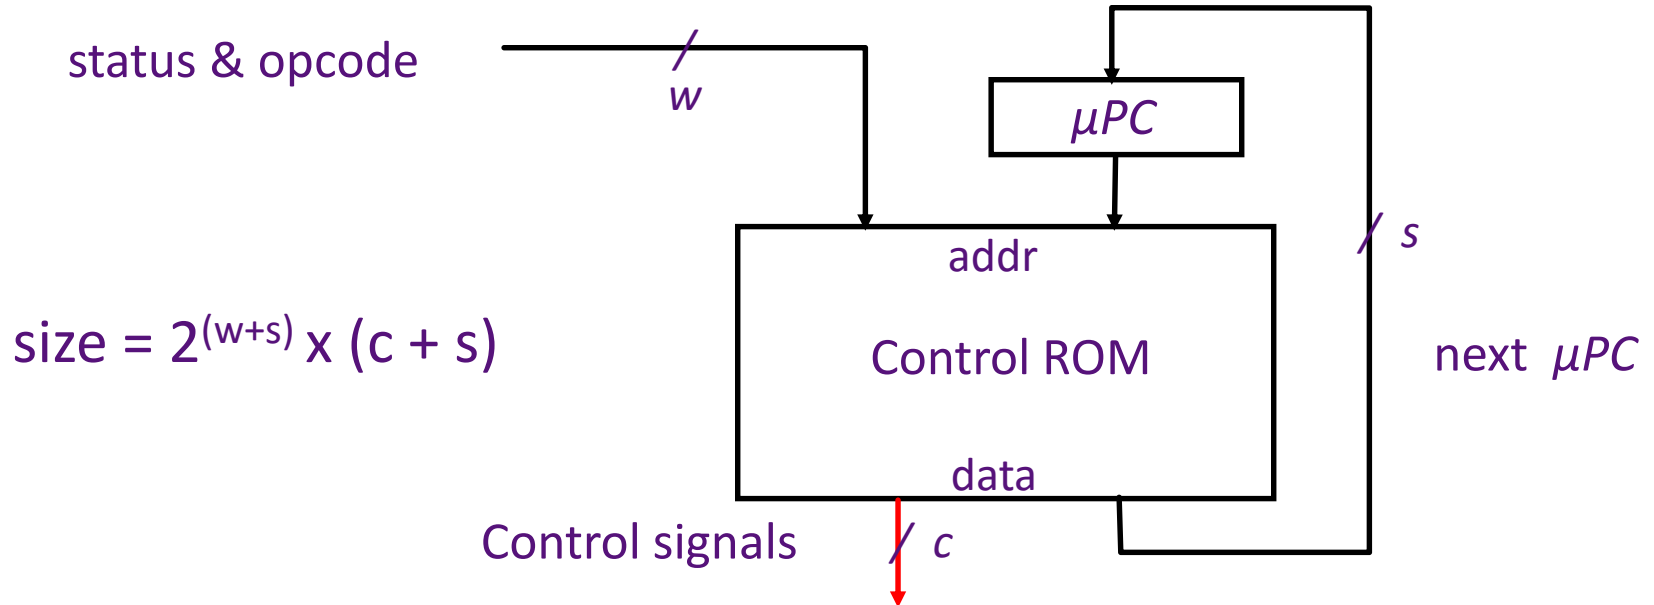 status & opcode
w
μPC
addr
s
size = 2^(w+s) x (c + s)
Control ROM
next μPC
data
Control signals
c